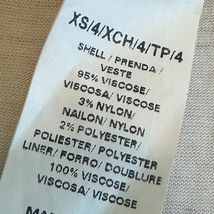 XS/4/XCH/4/TP/4
SHELL/ PRENDA/
VESTE
95% VISCOSE/
VISCOSA/ VISCOSE
3% NYLON/
NAILON/ NYLON
2% POLYESTER/
POLIESTER/ POLYESTER
LINER/ FORRO/ DOUBLURE
100% VISCOSE/
VISCOSA/ VISCOSE